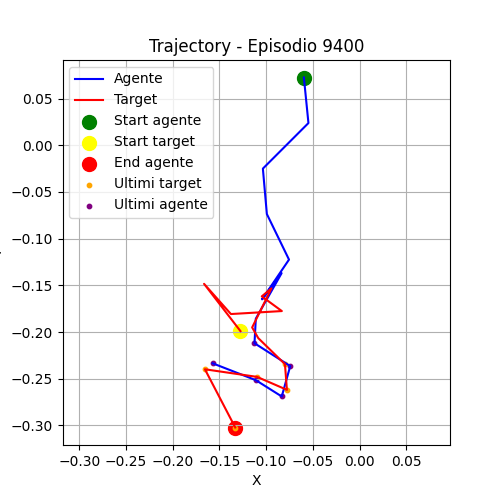 Trajectory - Episodio 9400
Agente
Target
Start agente
Start target
End agente
Ultimi target
Ultimi agente
0.05
0.00
−0.05
−0.10
−0.15
−0.20
−0.25
−0.30
−0.30 −0.25 −0.20 −0.15 −0.10 −0.05 0.00 0.05
X